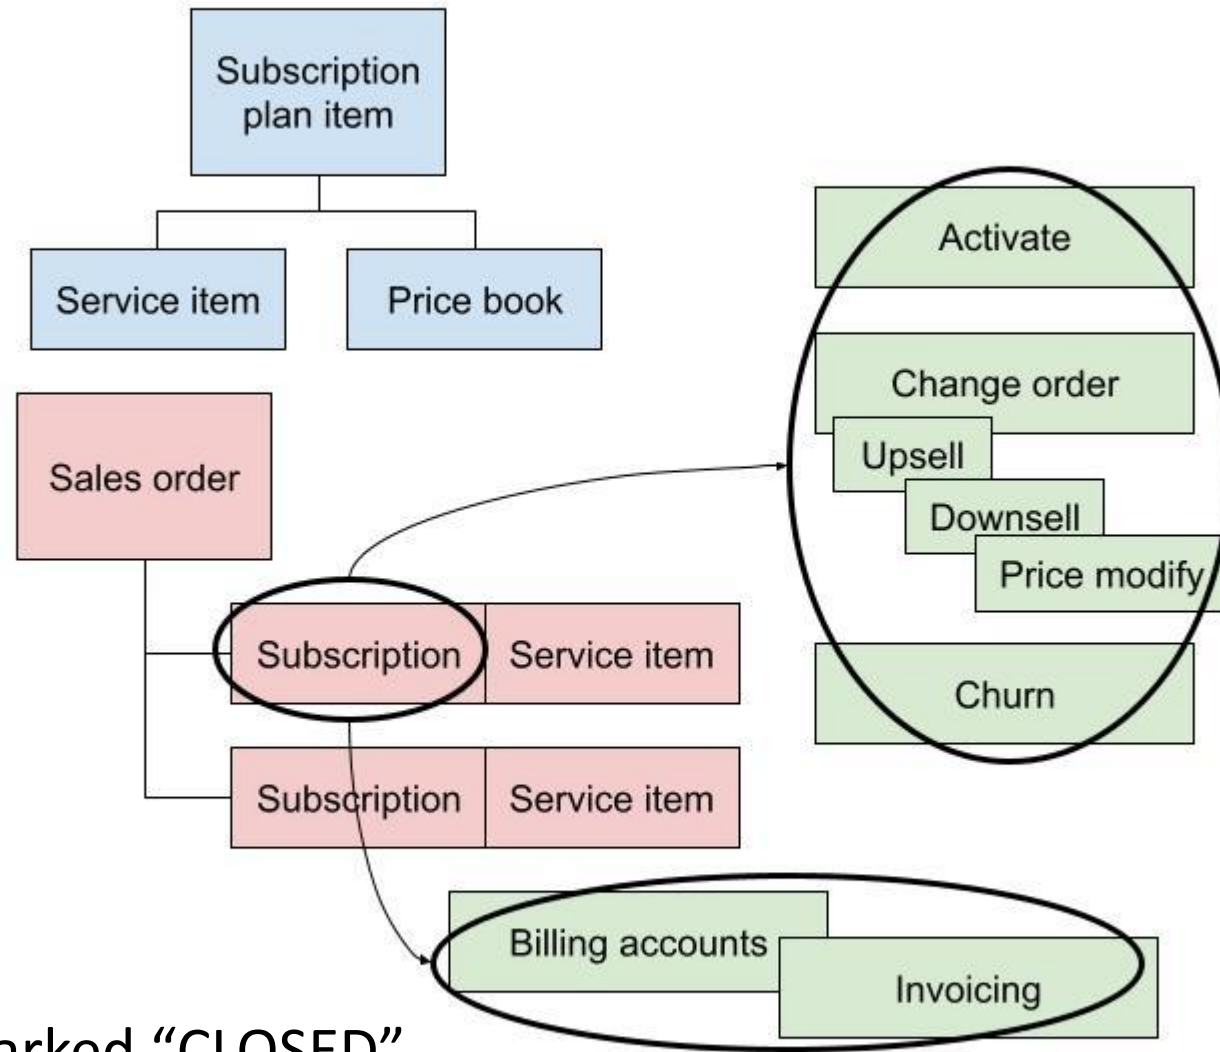 Subscription
plan item
Service item
Price book
Activate
Change order
Upsell
Downsell
Price modify
Churn
Sales order
Subscription
Service item
Subscription
Service item
Billing accounts
Invoicing
“CLOSED”